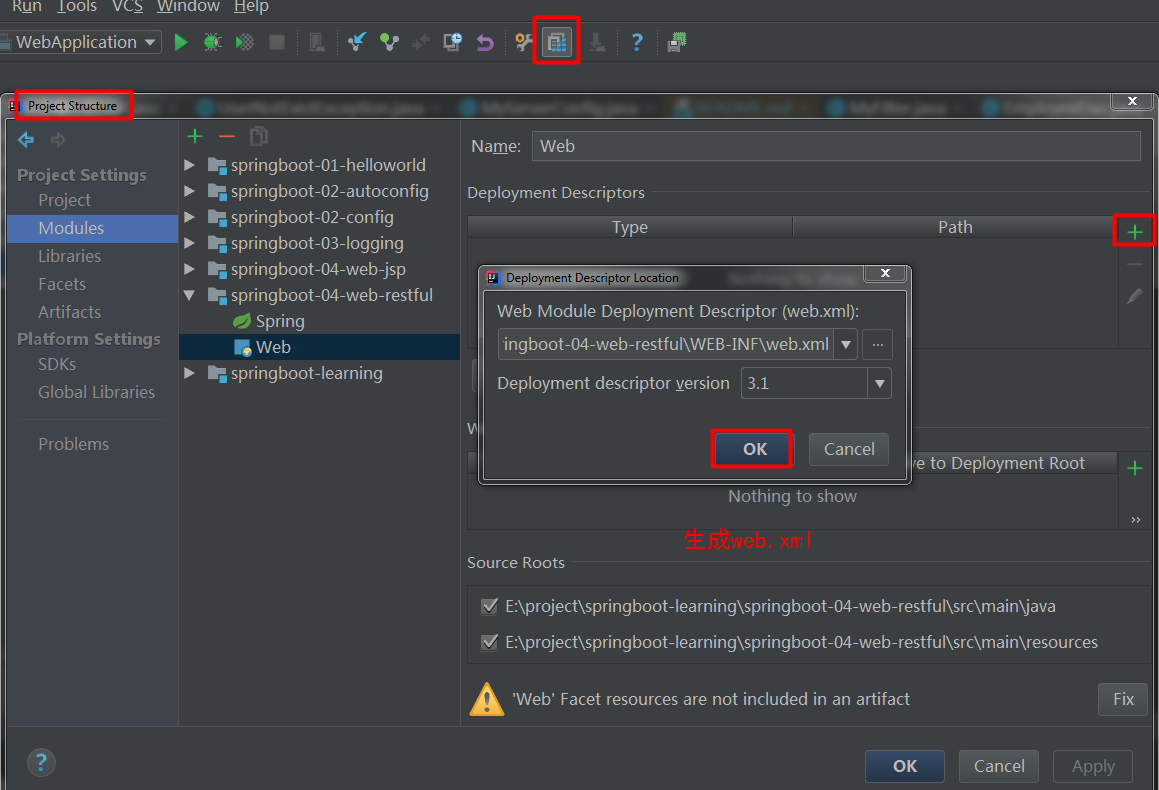 Run Tools VCS Window Help
WebApplication
Project Structure
Project Settings
Project
Modules
Libraries
Facets
Artifacts
Platform Settings
SDKs
Global Libraries
Problems
springboot-01-helloworld
springboot-02-autoconfig
springboot-02-config
springboot-03-logging
springboot-04-web-jsp
springboot-04-web-restful
Spring
Web
springboot-learning
Name: Web
Deployment Descriptors
Type Path
Deployment Descriptor Location
Web Module Deployment Descriptor (web.xml):
ingboot-04-web-restful\WEB-INF\web.xml ...
Deployment descriptor version 3.1
OK Cancel
ve to Deployment Root
Nothing to show
生成web.xml
Source Roots
E:\project\springboot-learning\springboot-04-web-restful\src\main\java
E:\project\springboot-learning\springboot-04-web-restful\src\main\resources
'Web' Facet resources are not included in an artifact Fix
? OK Cancel Apply